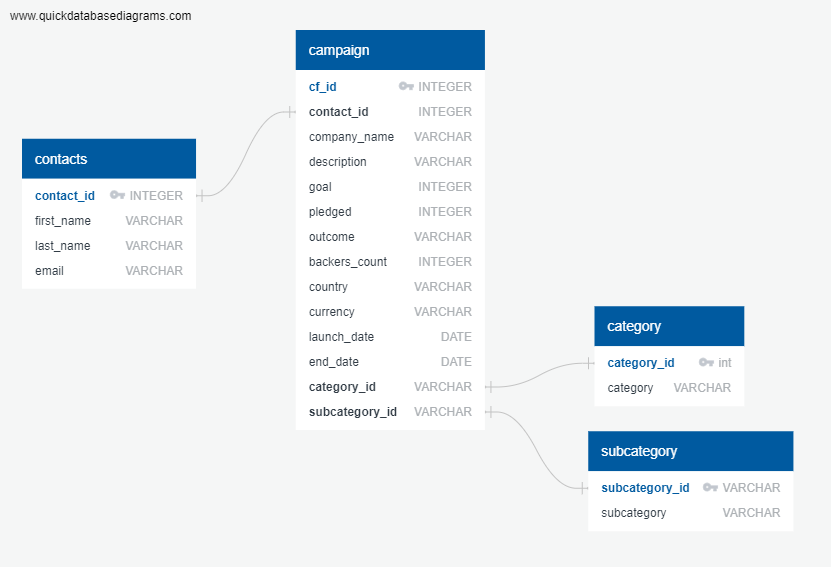 www.quickdatabasediagrams.com
campaign
cf_id INTEGER
contact_id INTEGER
company_name VARCHAR
description VARCHAR
goal INTEGER
pledged INTEGER
outcome VARCHAR
backers_count INTEGER
country VARCHAR
currency VARCHAR
launch_date DATE
end_date DATE
category_id VARCHAR
subcategory_id VARCHAR
contacts
contact_id INTEGER
first_name VARCHAR
last_name VARCHAR
email VARCHAR
category
category_id int
category VARCHAR
subcategory
subcategory_id VARCHAR
subcategory VARCHAR